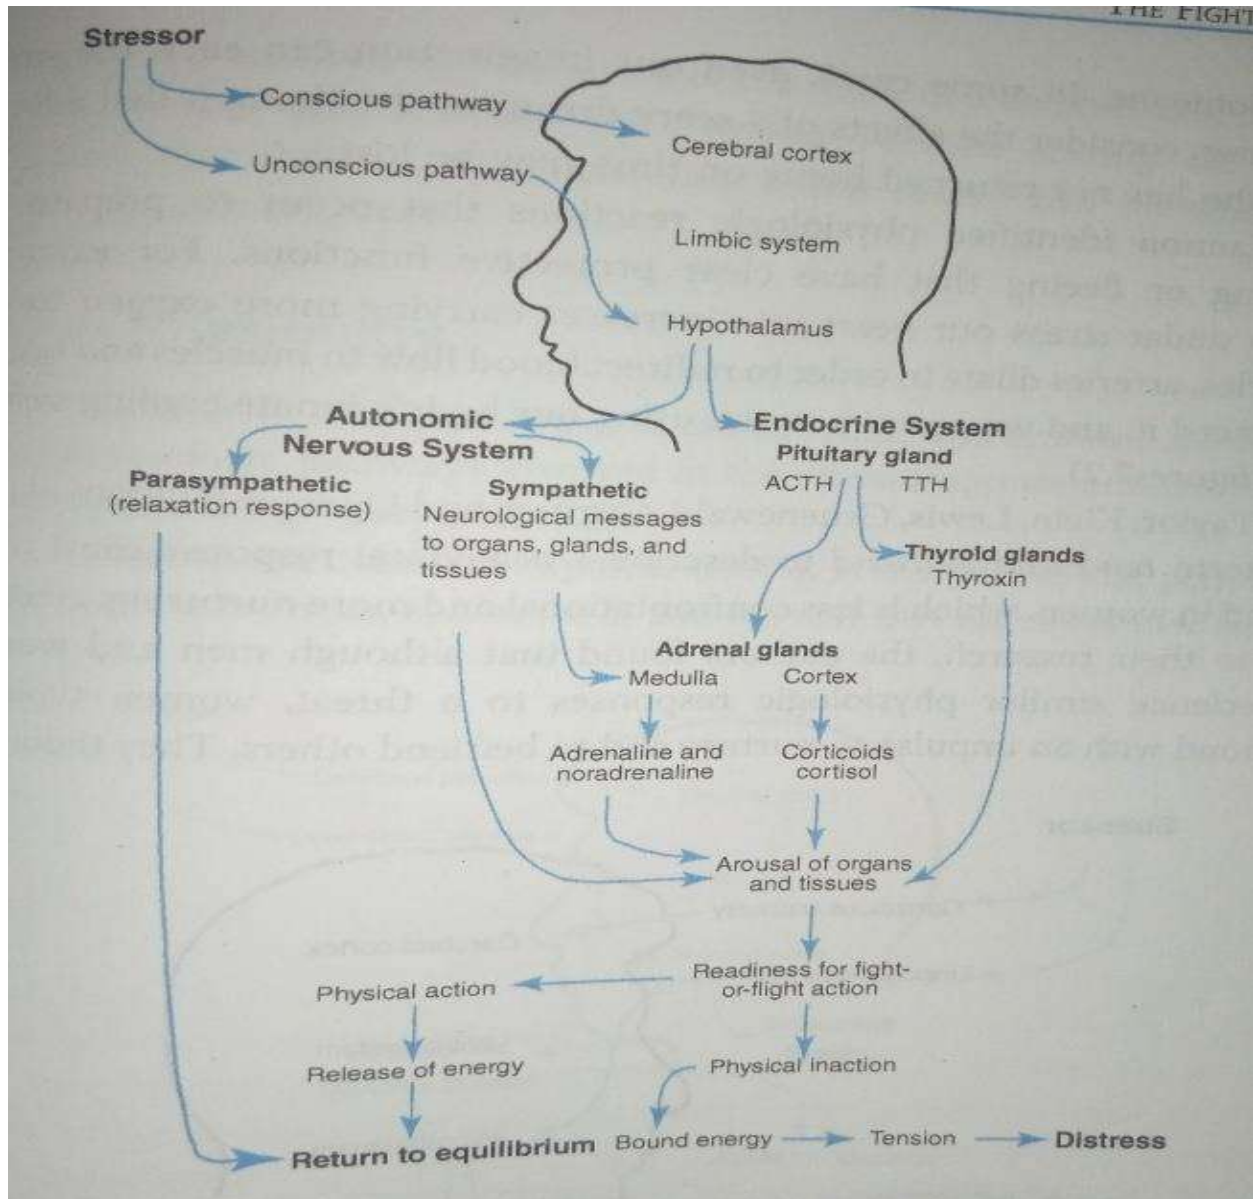 THE FIGHT
Stressor
Conscious pathway
Cerebral cortex
Unconscious pathway
Limbic system
Hypothalamus
Autonomic
Nervous System
Endocrine System
Pituitary gland
ACTH TTH
Parasympathetic
(relaxation response)
Sympathetic
Neurological messages
to organs, glands, and
tissues
Thyroid glands
Thyroxin
Adrenal glands
Medulla Cortex
Adrenaline and
noradrenaline
Corticoids
cortisol
Arousal of organs
and tissues
Readiness for fight-
or-flight action
Physical action
Release of energy
Physical inaction
Return to equilibrium
Bound energy
Tension
Distress